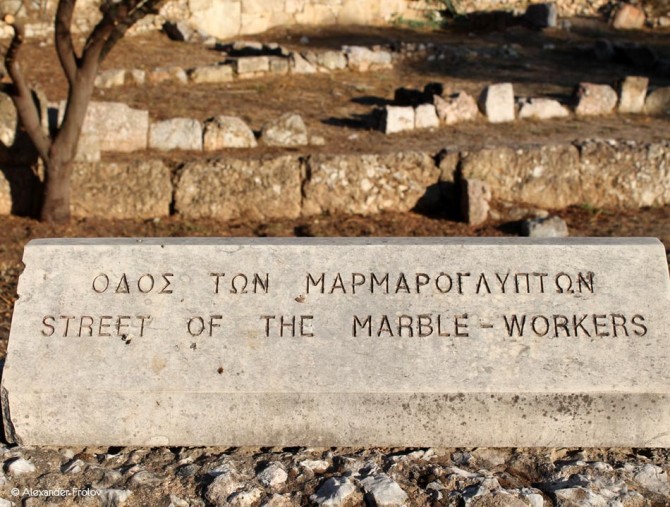 ΟΔΟΣ ΤΩΝ ΜΑΡΜΑΡΟΓΛΥΠΤΩΝ
STREET OF THE MARBLE-WORKERS
© Alexander Frolov